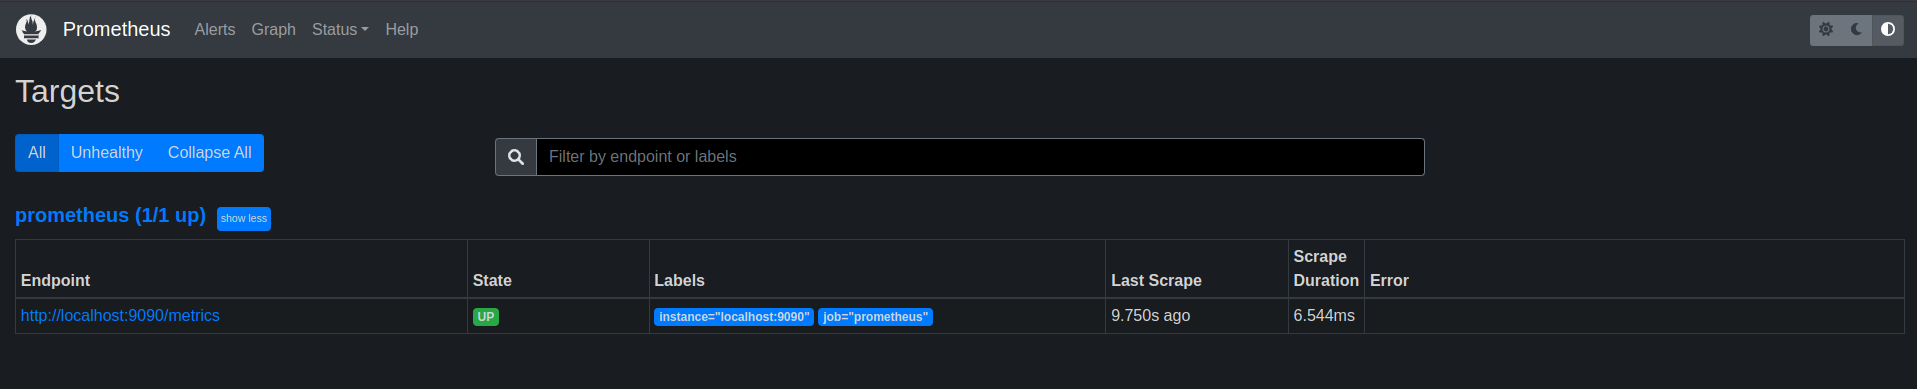 Prometheus Alerts Graph Status Help
Targets
All Unhealthy Collapse All
Filter by endpoint or labels
prometheus (1/1 up) show less
Endpoint State Labels Last Scrape Scrape Duration Error
http://localhost:9090/metrics UP instance="localhost:9090" job="prometheus" 9.750s ago 6.544ms